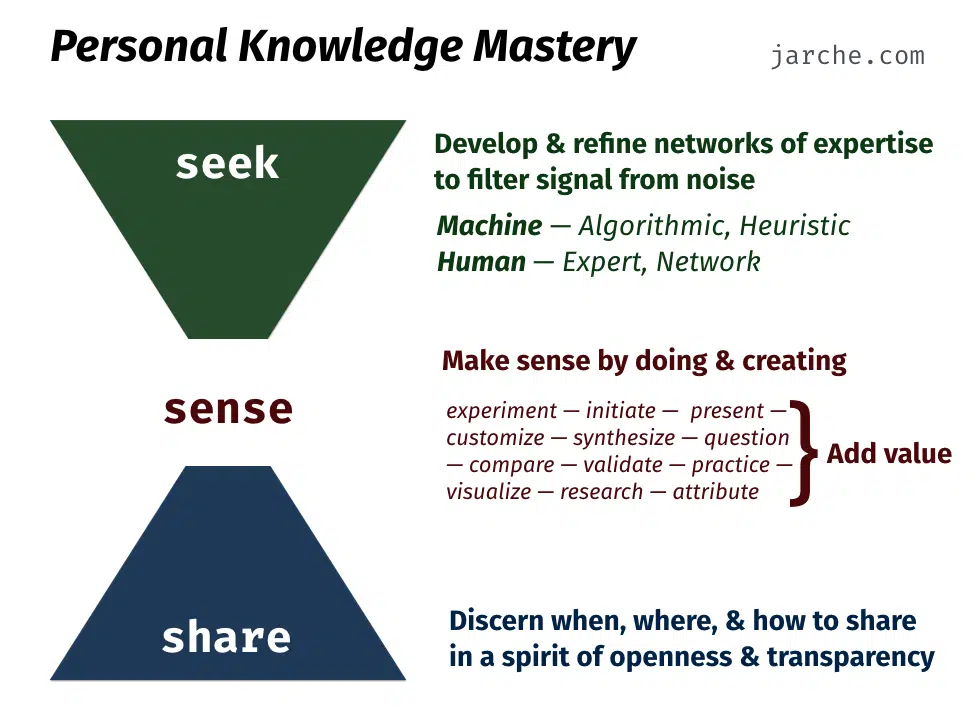 Personal Knowledge Mastery
jarche.com
seek
Develop & refine networks of expertise
to filter signal from noise
Machine — Algorithmic, Heuristic
Human — Expert, Network
sense
Make sense by doing & creating
experiment — initiate — present —
customize — synthesize — question
— compare — validate — practice —
visualize — research — attribute
} Add value
share
Discern when, where, & how to share
in a spirit of openness & transparency